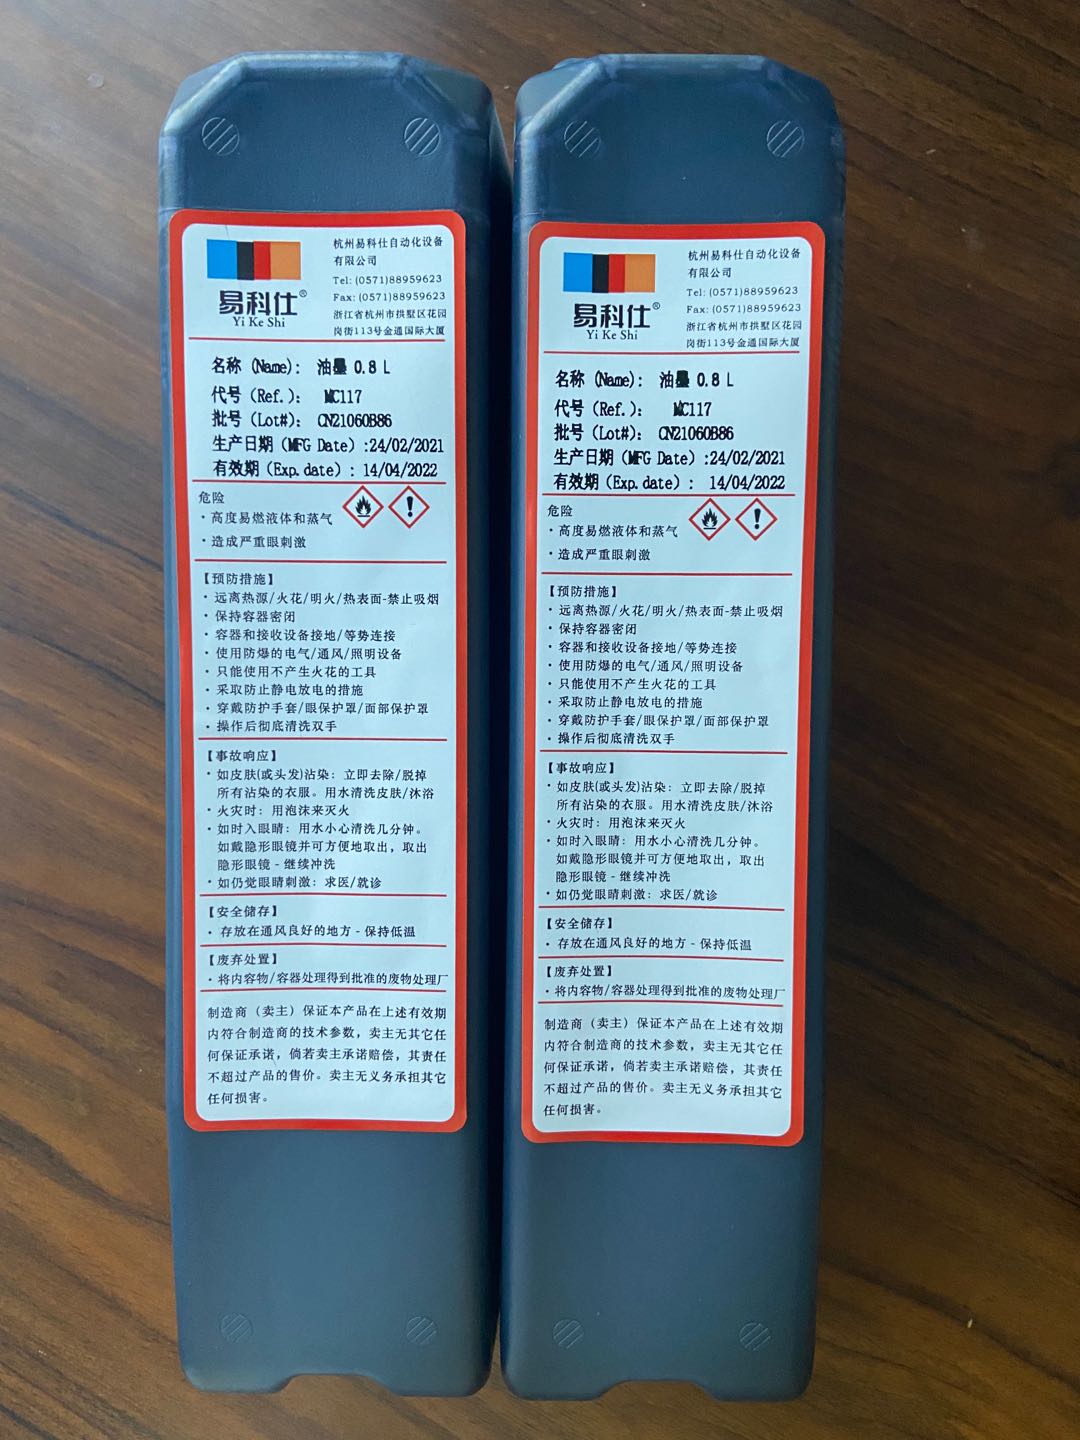 易科仕®
Yi Ke Shi
杭州易科仕自动化设备
有限公司
Tel: (0571)88959623
Fax: (0571)88959623
浙江省杭州市拱墅区花园
岗街113号金通国际大厦
名称 (Name): 油墨 0.8 L
代号 (Ref.): MC117
批号 (Lot#): CN21060B86
生产日期 (MFG Date) :24/02/2021
有效期 (Exp.date) : 14/04/2022
危险
·高度易燃液体和蒸气
·造成严重眼刺激
【预防措施】
·远离热源/火花/明火/热表面-禁止吸烟
·保持容器密闭
·容器和接收设备接地/等势连接
·使用防爆的电气/通风/照明设备
·只能使用不产生火花的工具
·采取防止静电放电的措施
·穿戴防护手套/眼保护罩/面部保护罩
·操作后彻底清洗双手
【事故响应】
·如皮肤(或头发)沾染: 立即去除/脱掉
所有沾染的衣服。用水清洗皮肤/沐浴
·火灾时: 用泡沫来灭火
·如时入眼睛: 用水小心清洗几分钟。
如戴隐形眼镜并可方便地取出, 取出
隐形眼镜-继续冲洗
·如仍觉眼睛刺激: 求医/就诊
【安全储存】
·存放在通风良好的地方-保持低温
【废弃处置】
·将内容物/容器处理得到批准的废物处理厂
制造商（卖主）保证本产品在上述有效期
内符合制造商的技术参数, 卖主无其它任
何保证承诺, 倘若卖主承诺赔偿, 其责任
不超过产品的售价。卖主无义务承担其它
任何损害。
易科仕®
Yi Ke Shi
杭州易科仕自动化设备
有限公司
Tel: (0571)88959623
Fax: (0571)88959623
浙江省杭州市拱墅区花园
岗街113号金通国际大厦
名称 (Name): 油墨 0.8 L
代号 (Ref.): MC117
批号 (Lot#): CN21060B86
生产日期 (MFG Date) :24/02/2021
有效期 (Exp.date) : 14/04/2022
危险
·高度易燃液体和蒸气
·造成严重眼刺激
【预防措施】
·远离热源/火花/明火/热表面-禁止吸烟
·保持容器密闭
·容器和接收设备接地/等势连接
·使用防爆的电气/通风/照明设备
·只能使用不产生火花的工具
·采取防止静电放电的措施
·穿戴防护手套/眼保护罩/面部保护罩
·操作后彻底清洗双手
【事故响应】
·如皮肤(或头发)沾染: 立即去除/脱掉
所有沾染的衣服。用水清洗皮肤/沐浴
·火灾时: 用泡沫来灭火
·如时入眼睛: 用水小心清洗几分钟。
如戴隐形眼镜并可方便地取出, 取出
隐形眼镜-继续冲洗
·如仍觉眼睛刺激: 求医/就诊
【安全储存】
·存放在通风良好的地方-保持低温
【废弃处置】
·将内容物/容器处理得到批准的废物处理厂
制造商（卖主）保证本产品在上述有效期
内符合制造商的技术参数, 卖主无其它任
何保证承诺, 倘若卖主承诺赔偿, 其责任
不超过产品的售价。卖主无义务承担其它
任何损害。